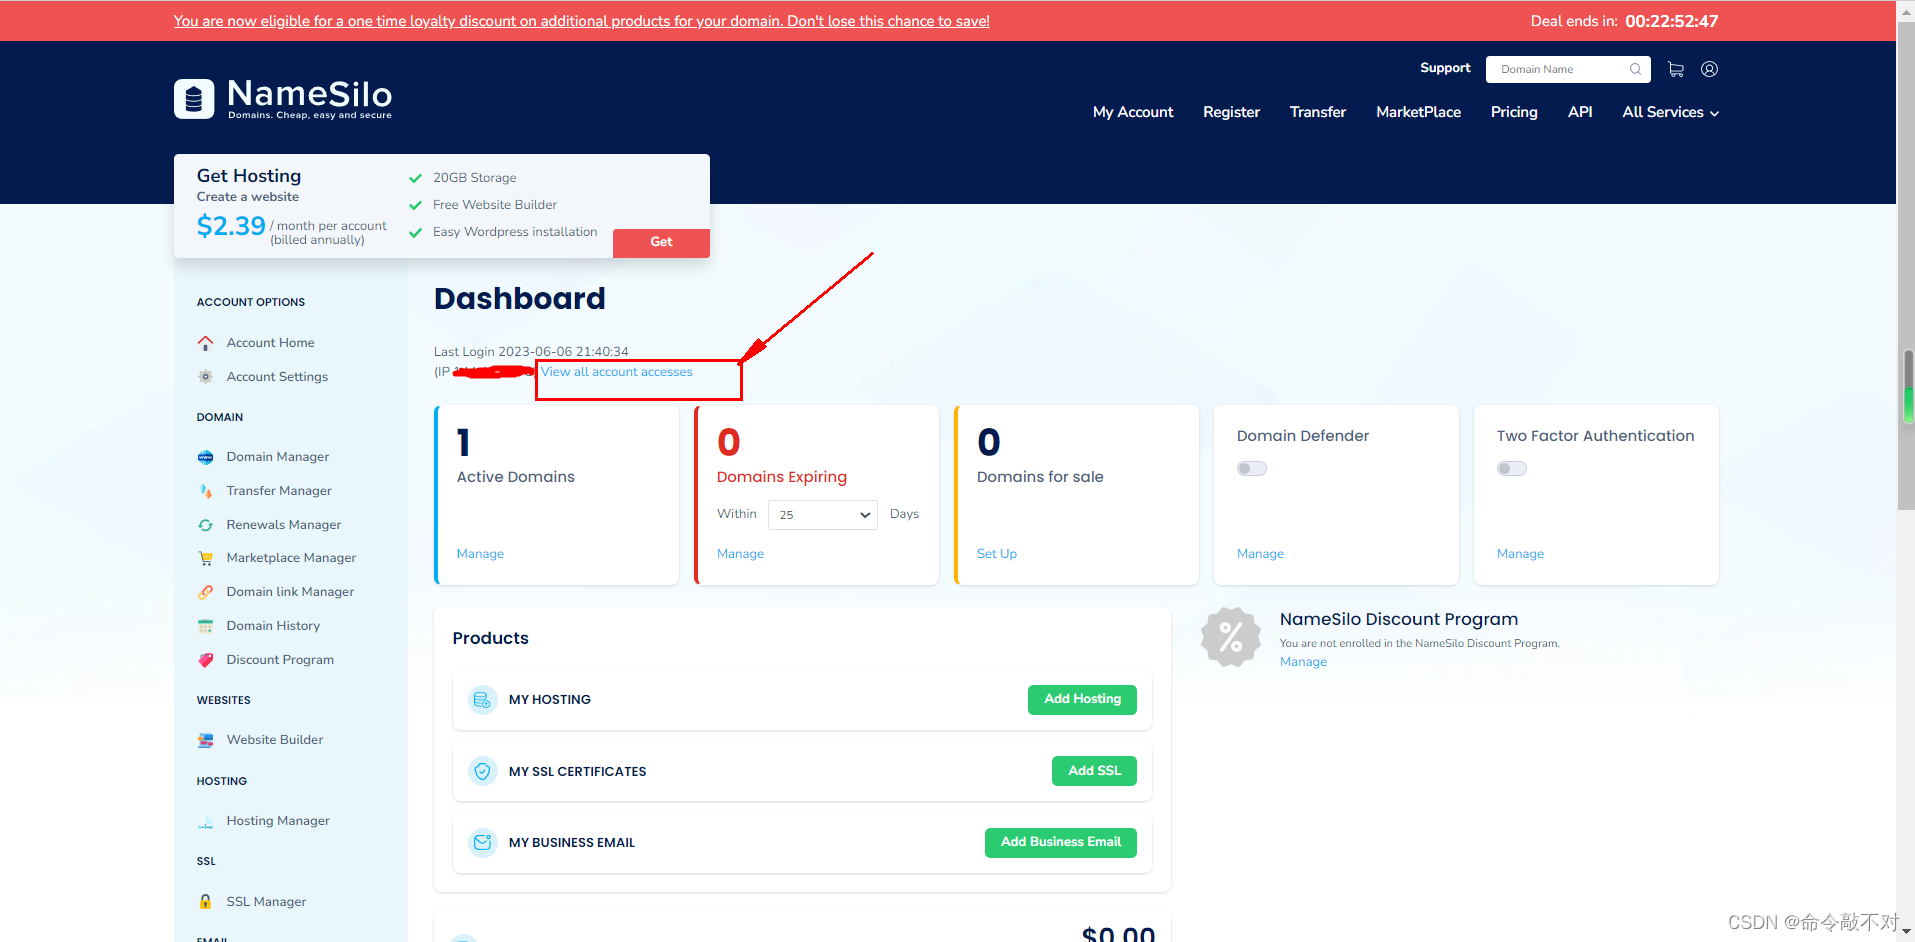 You are now eligible for a one time loyalty discount on additional products for your domain. Don't lose this chance to save!
Deal ends in: 00:22:52:47
Support
Domain Name
NameSilo
Domains. Cheap, easy and secure
My Account Register Transfer MarketPlace Pricing API All Services
Get Hosting
Create a website
$2.39 / month per account
(billed annually)
20GB Storage
Free Website Builder
Easy Wordpress installation
Get
ACCOUNT OPTIONS
Account Home
Account Settings
DOMAIN
Domain Manager
Transfer Manager
Renewals Manager
Marketplace Manager
Domain link Manager
Domain History
Discount Program
WEBSITES
Website Builder
HOSTING
Hosting Manager
SSL
SSL Manager
EMAIL
Dashboard
Last Login 2023-06-06 21:40:34
(IP View all account accesses
1
Active Domains
Manage
0
Domains Expiring
Within 25 Days
Manage
0
Domains for sale
Set Up
Domain Defender
Manage
Two Factor Authentication
Manage
Products
MY HOSTING
Add Hosting
MY SSL CERTIFICATES
Add SSL
MY BUSINESS EMAIL
Add Business Email
NameSilo Discount Program
You are not enrolled in the NameSilo Discount Program.
Manage
$0.00
CSDN @命令敲不对